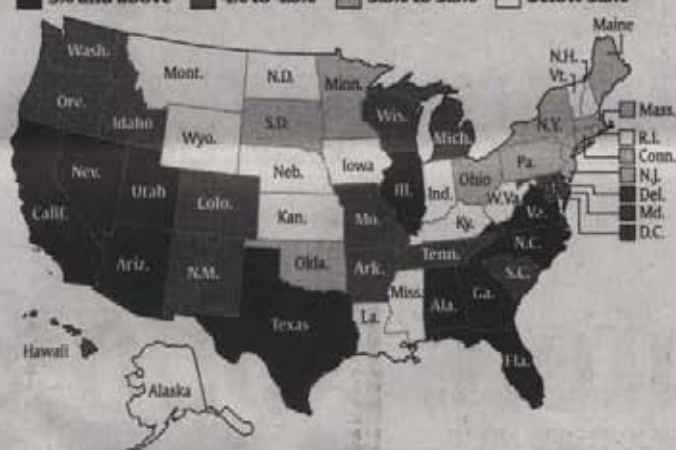 Maine
Wash.
N.H.
Mont.
N.D.
Vt.
Minn.
Ore.
Idaho
Wis.
Mich.
N.Y.
Mass.
S.D.
R.I.
Wyo.
Conn.
Pa.
Iowa
N.J.
Nev.
Neb.
Ohio
Del.
Utah
Ill.
Ind.
W.Va.
Md.
Calif.
Colo.
Va.
D.C.
Kan.
Mo.
Ky.
N.C.
Tenn.
Ariz.
N.M.
Okla.
Ark.
S.C.
Miss.
Ala.
Ga.
Texas
La.
Hawaii
Fla.
Alaska